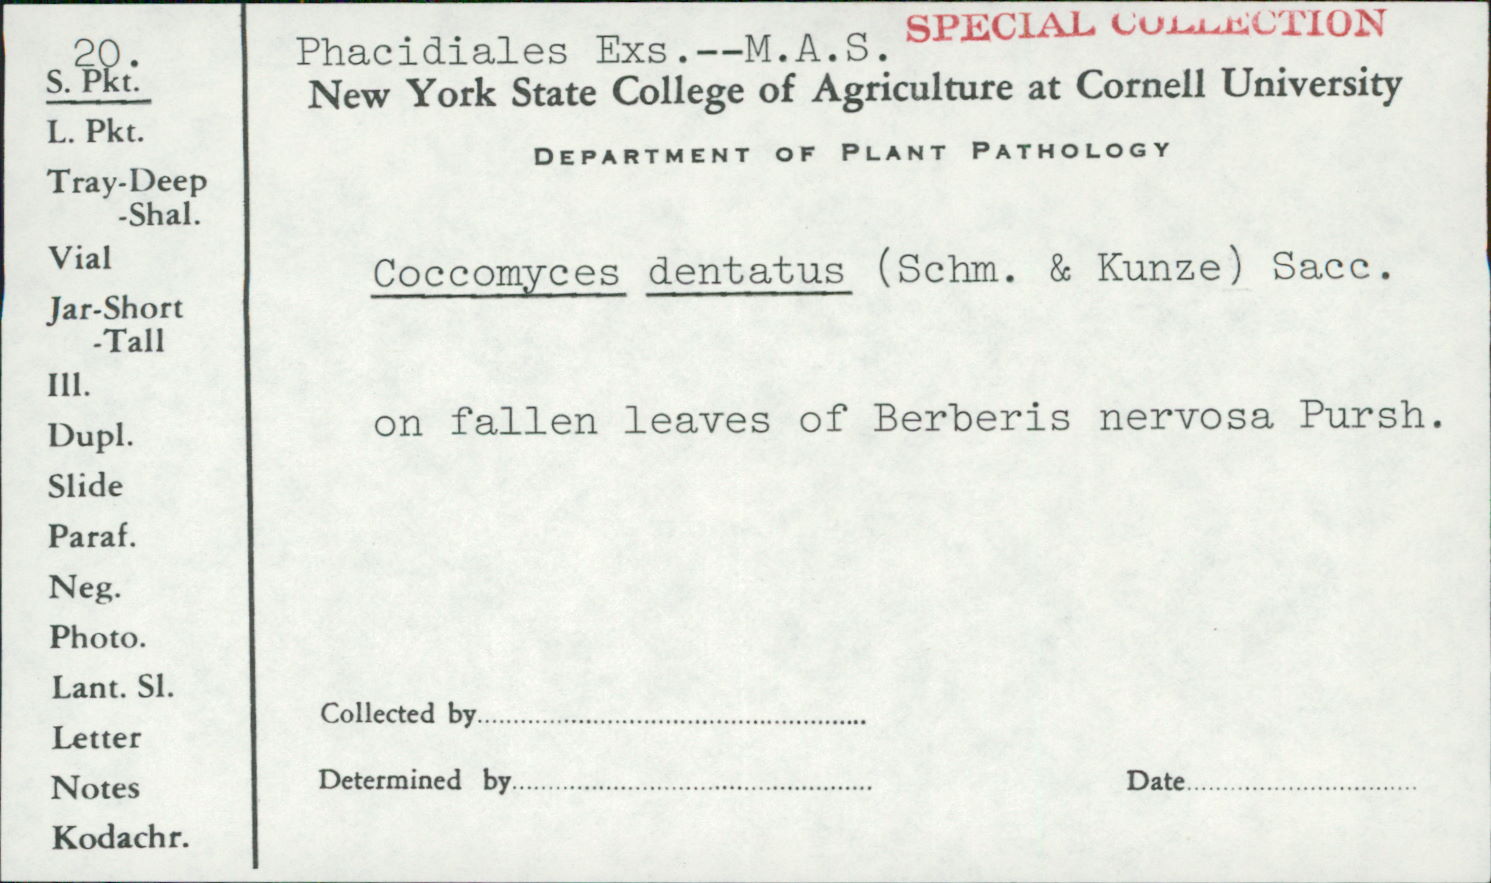 20.
S. Pkt.
L. Pkt.
Tray-Deep
-Shal.
Vial
Jar-Short
-Tall
Ill.
Dupl.
Slide
Paraf.
Neg.
Photo.
Lant. Sl.
Letter
Notes
Kodachr.
Phacidiales Exs.--M.A.S.
SPECIAL COLLECTION
New York State College of Agriculture at Cornell University
DEPARTMENT OF PLANT PATHOLOGY
Coccomyces dentatus (Schm. & Kunze) Sacc.
on fallen leaves of Berberis nervosa Pursh.
Collected by
Determined by
Date